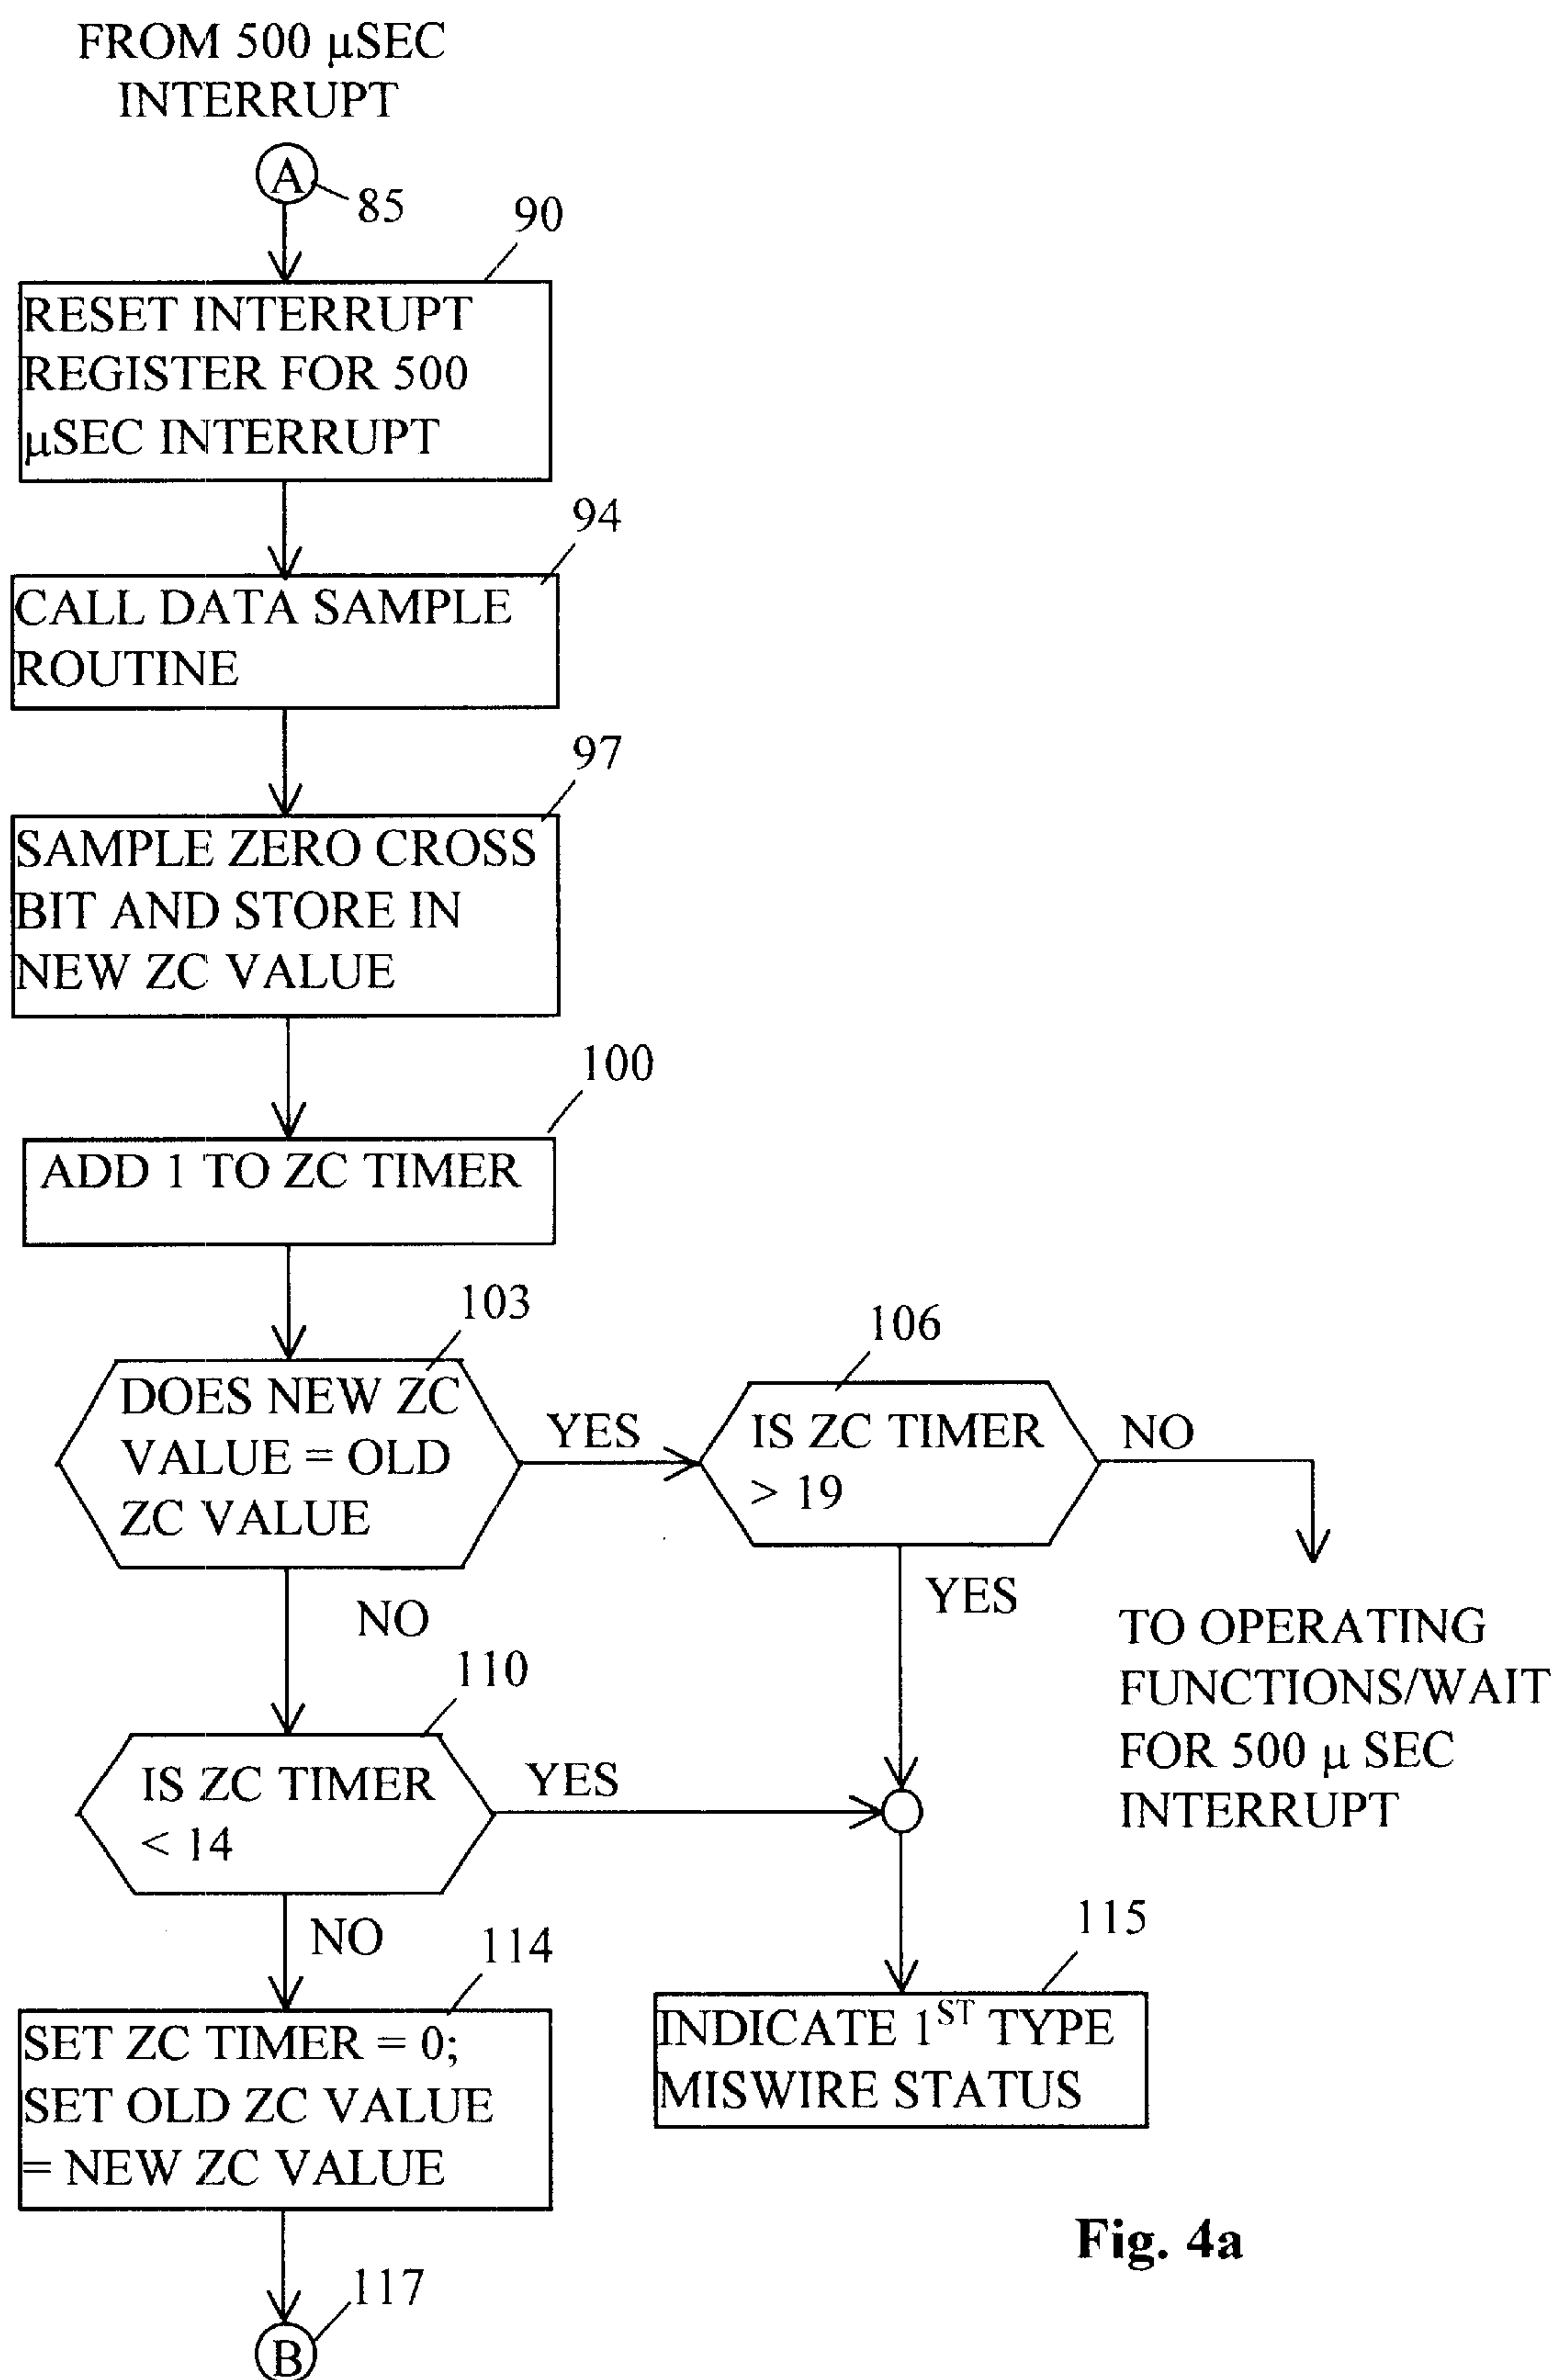 FROM 500 µSEC
INTERRUPT
A
85
90
RESET INTERRUPT
REGISTER FOR 500
µSEC INTERRUPT
94
CALL DATA SAMPLE
ROUTINE
97
SAMPLE ZERO CROSS
BIT AND STORE IN
NEW ZC VALUE
100
ADD 1 TO ZC TIMER
103
DOES NEW ZC
VALUE = OLD
ZC VALUE
YES
106
IS ZC TIMER
> 19
NO
YES
TO OPERATING
FUNCTIONS/WAIT
FOR 500 µ SEC
INTERRUPT
NO
110
IS ZC TIMER
< 14
YES
NO
114
SET ZC TIMER = 0;
SET OLD ZC VALUE
= NEW ZC VALUE
115
INDICATE 1ST TYPE
MISWIRE STATUS
117
B
Fig. 4a